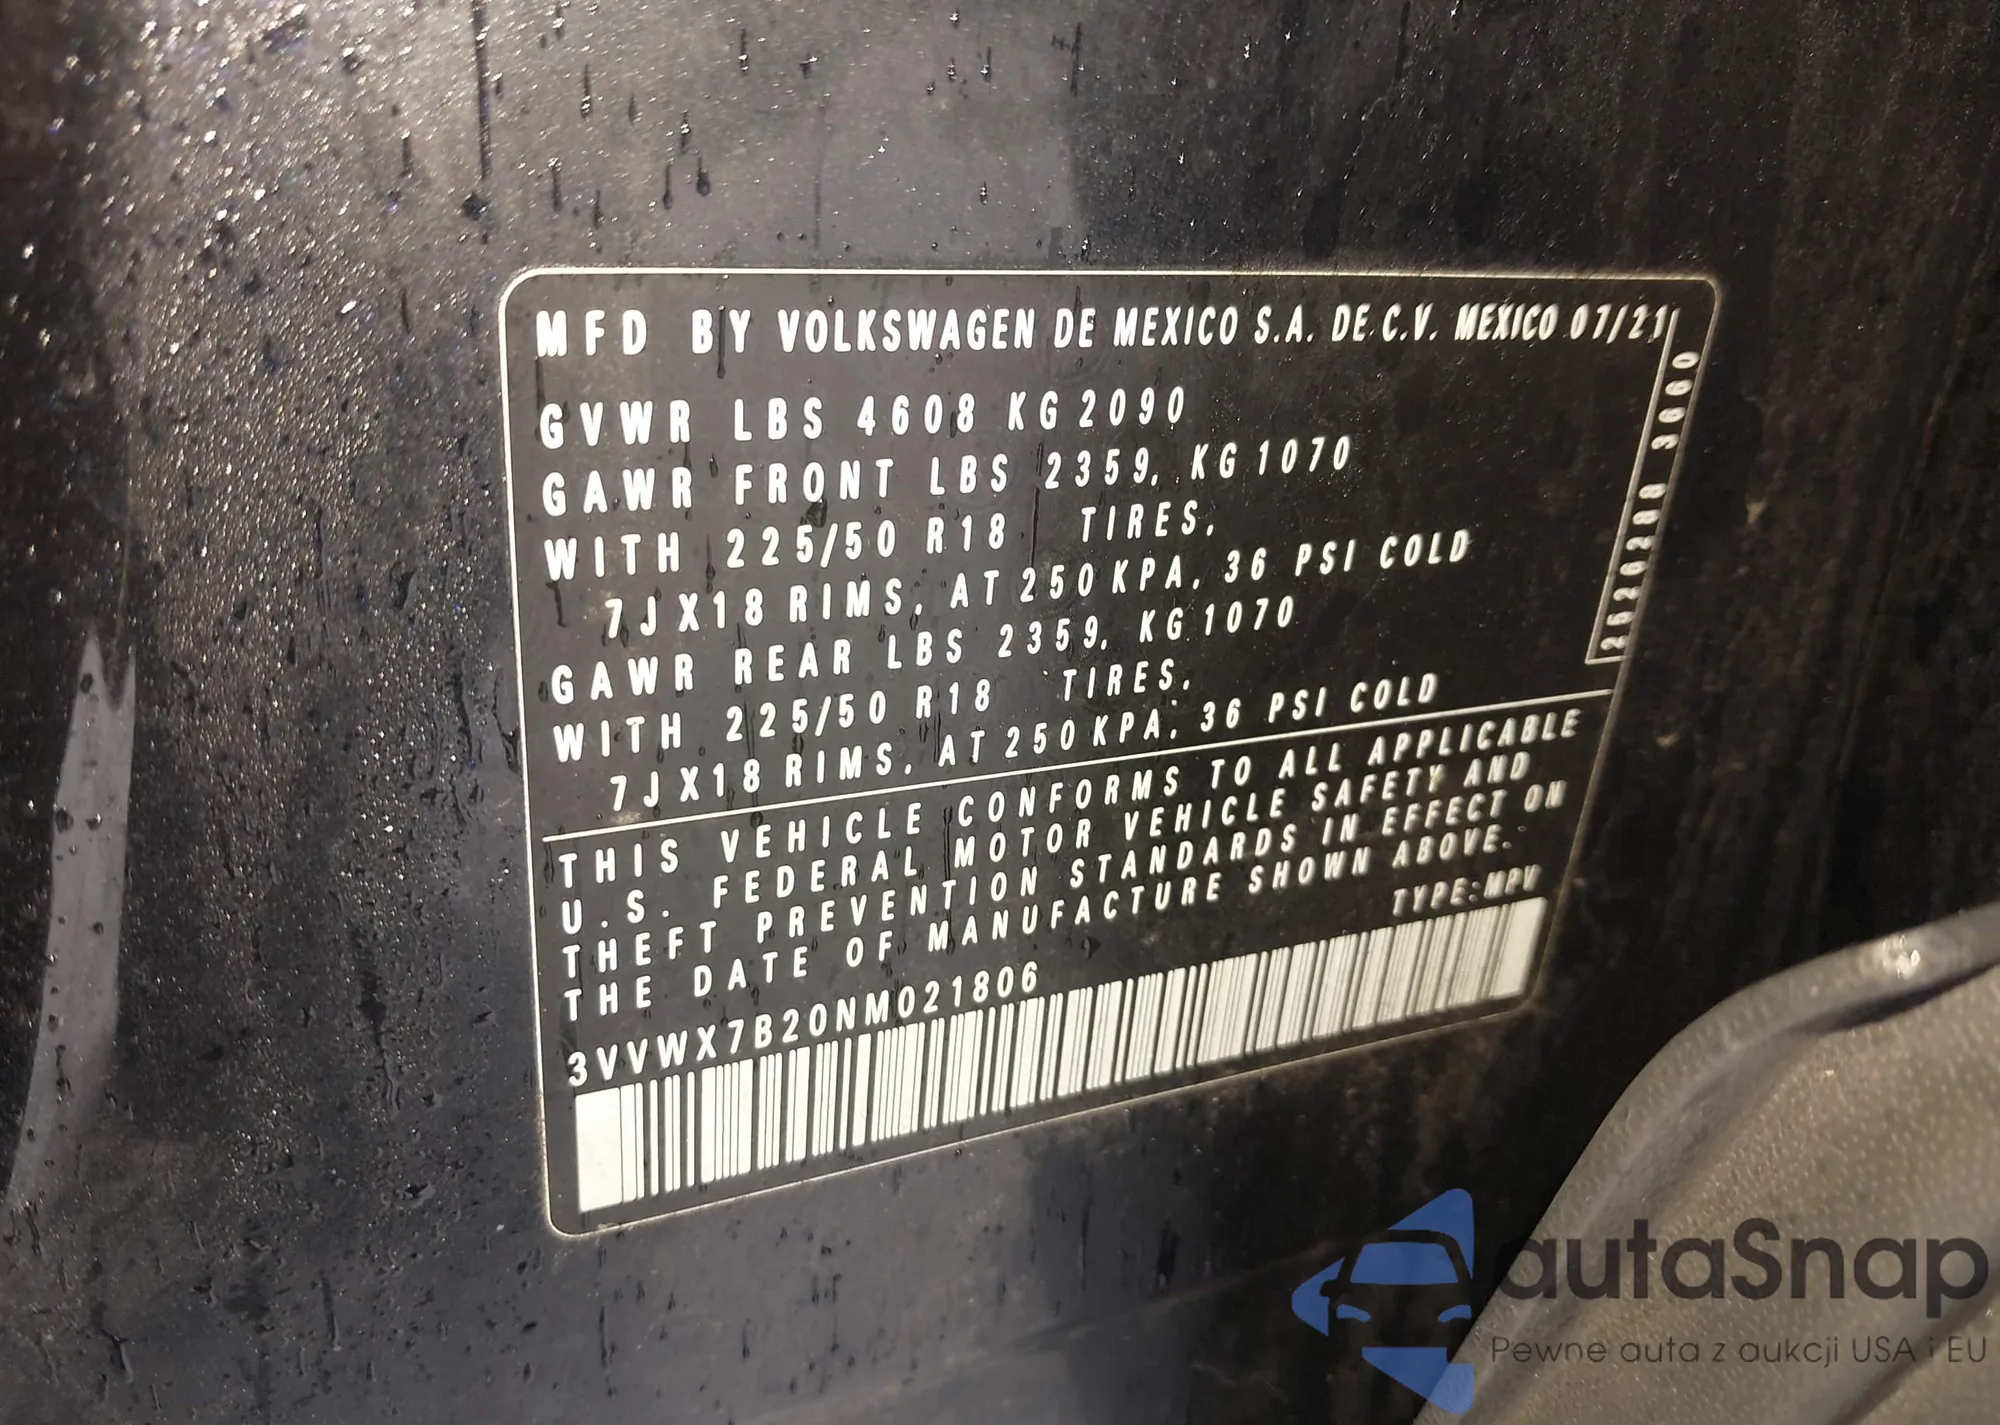 MFD BY VOLKSWAGEN DE MEXICO S.A. DE C.V. MEXICO 07/21
GVWR LBS 4608 KG 2090
GAWR FRONT LBS 2359, KG 1070
WITH 225/50 R18 TIRES,
7J X18 RIMS, AT 250 KPA, 36 PSI COLD
GAWR REAR LBS 2359, KG 1070
WITH 225/50 R18 TIRES,
7J X18 RIMS, AT 250 KPA, 36 PSI COLD
THIS VEHICLE CONFORMS TO ALL APPLICABLE
U.S. FEDERAL MOTOR VEHICLE SAFETY AND
THEFT PREVENTION STANDARDS IN EFFECT ON
THE DATE OF MANUFACTURE SHOWN ABOVE.
TYPE: MPV
3VVWX7B20NM021806
autaSnap
Pewne auta z aukcji USA i EU